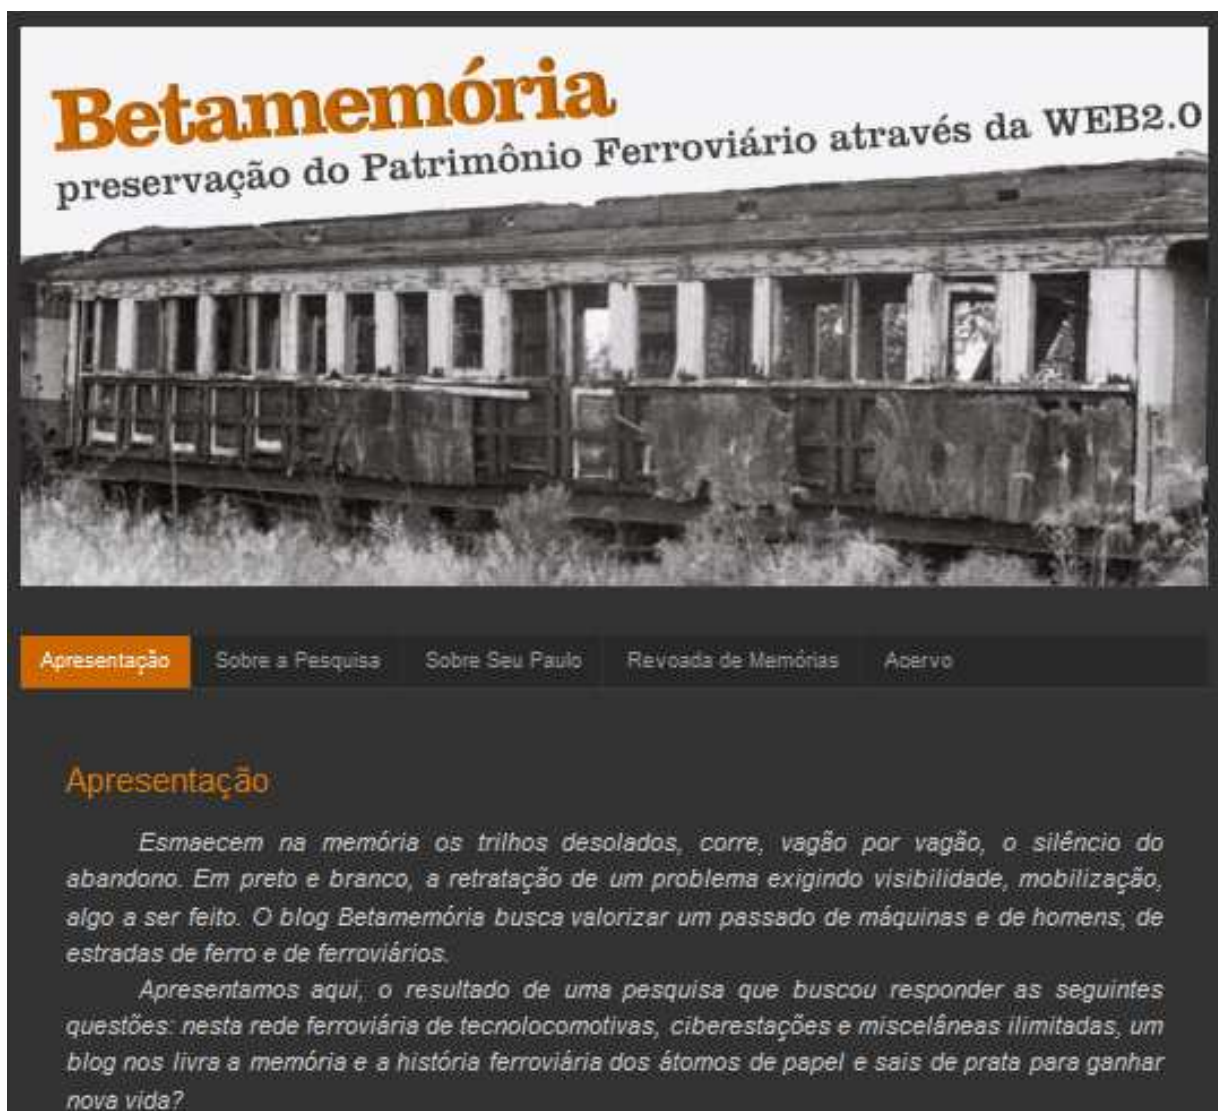 Betamemória
preservação do Patrimônio Ferroviário através da WEB2.0
Apresentação Sobre a Pesquisa Sobre Seu Paulo Revoada de Memórias Acervo
Apresentação
Esmaecem na memória os trilhos desolados, corre, vagão por vagão, o silêncio do
abandono. Em preto e branco, a retratação de um problema exigindo visibilidade, mobilização,
algo a ser feito. O blog Betamemória busca valorizar um passado de máquinas e de homens, de
estradas de ferro e de ferroviários.
Apresentamos aqui, o resultado de uma pesquisa que buscou responder as seguintes
questões: nesta rede ferroviária de tecnolocomotivas, ciberestações e miscelâneas ilimitadas, um
blog nos livra a memória e a história ferroviária dos átomos de papel e sais de prata para ganhar
nova vida?